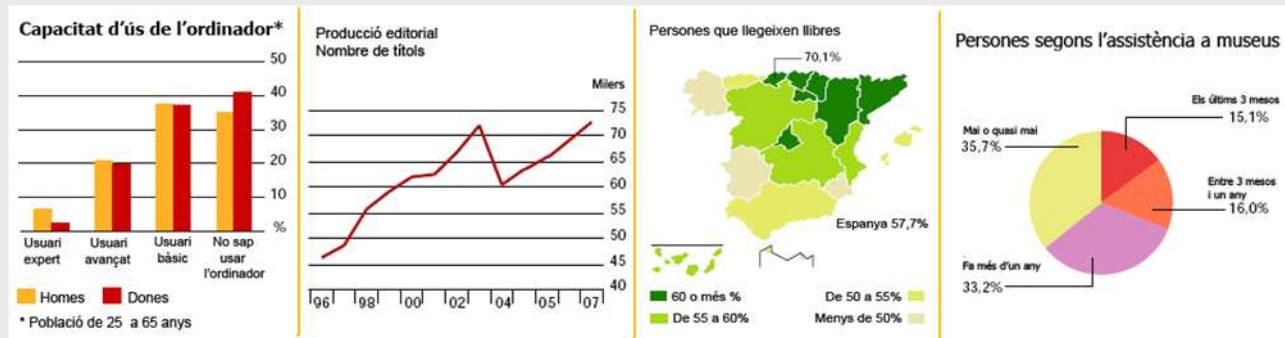 Capacitat d'ús de l'ordinador*
50
40
30
20
10
%
Usuari expert
Usuari avançat
Usuari bàsic
No sap usar l'ordinador
Homes
Dones
* Població de 25 a 65 anys
Producció editorial
Nombre de títols
Milers
75
70
65
60
55
50
45
40
96 98 00 02 04 05 07
Persones que llegeixen llibres
70,1%
Espanya 57,7%
60 o més %
De 50 a 55%
De 55 a 60%
Menys de 50%
Persones segons l'assistència a museus
Els últims 3 mesos
15,1%
Mai o quasi mai
35,7%
Entre 3 mesos
i un any
16,0%
Fa més d'un any
33,2%